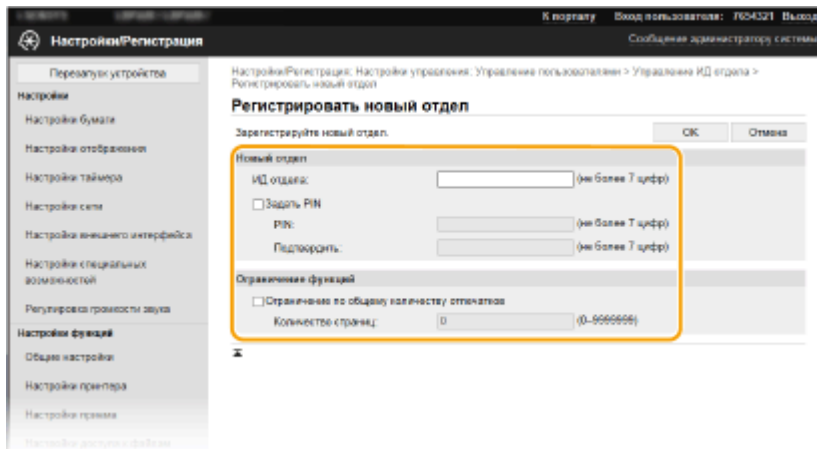 К порталу Вход пользователя: 7654321 Выход
Настройки/Регистрация
Сообщение администратору системы
Перезапуск устройства
Настройки
Настройки бумаги
Настройки отображения
Настройки таймера
Настройки сети
Настройки внешнего интерфейса
Настройки специальных
возможностей
Регулировка громкости звука
Настройки функций
Общие настройки
Настройки принтера
Настройки приема
Настройки доступа к файлам
Настройки/Регистрация: Настройки управления: Управление пользователями > Управление ИД отдела >
Регистрировать новый отдел
Регистрировать новый отдел
Зарегистрируйте новый отдел.
OK Отмена
Новый отдел
ИД отдела: (не более 7 цифр)
Задать PIN
PIN: (не более 7 цифр)
Подтвердить: (не более 7 цифр)
Ограничение функций
Ограничение по общему количеству отпечатков
Количество страниц: 0 (0-9999999)